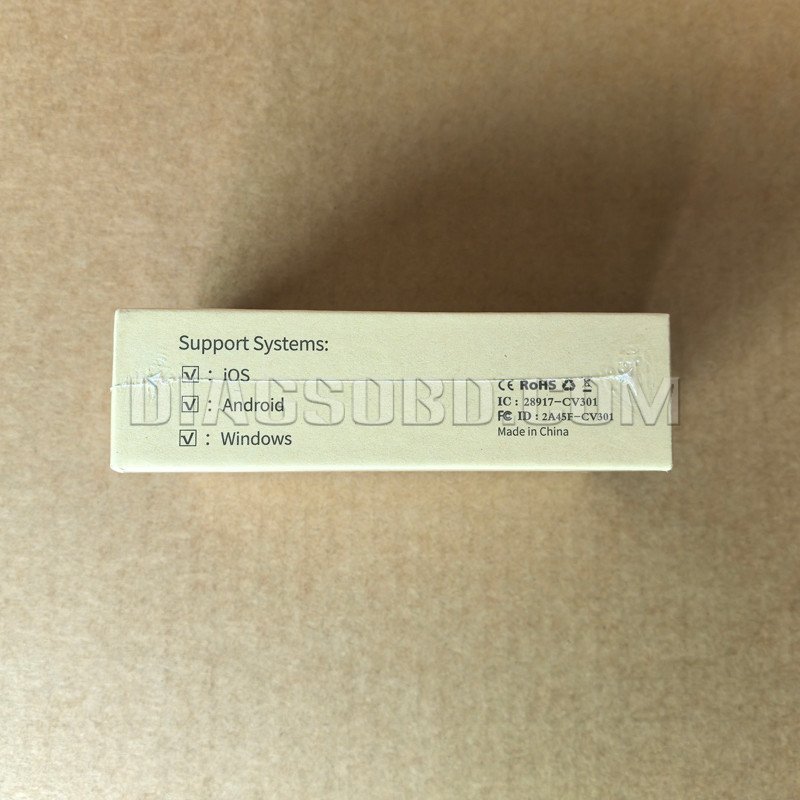 Support Systems:
☑ : iOS
☑ : Android
☑ : Windows
CE RoHS
IC : 28917-CV301
FC ID : 2A45F-CV301
Made in China
DIAGSOBD.COM